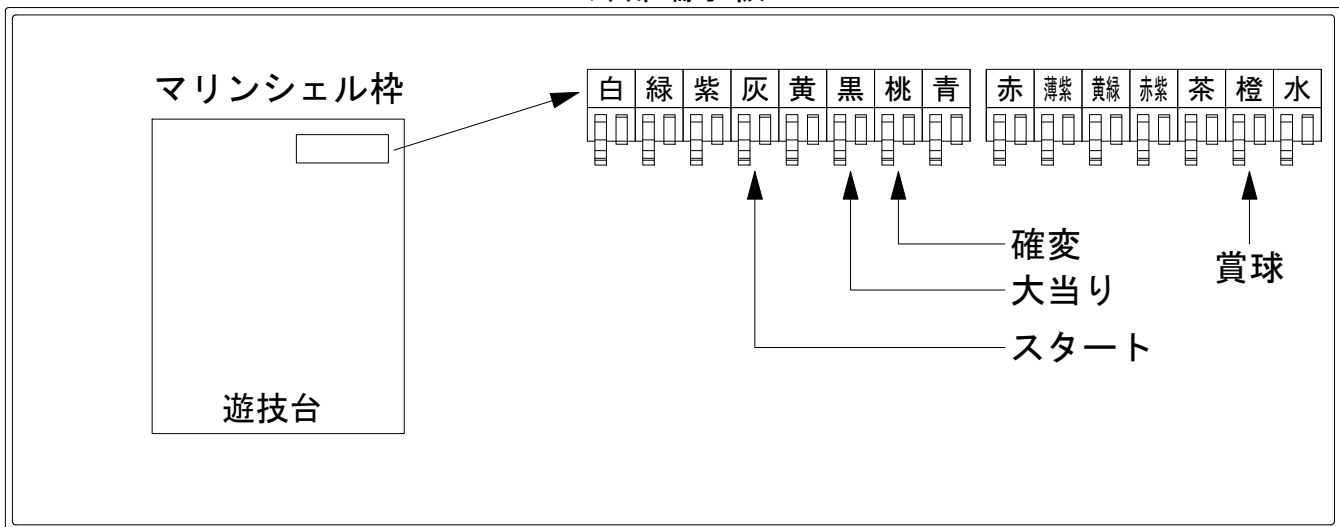 マリンシェル枠
白 緑 紫 灰 黄 黒 桃 青 赤 薄紫 黄緑 赤紫 茶 橙 水
確変
賞球
大当り
スタート
遊技台